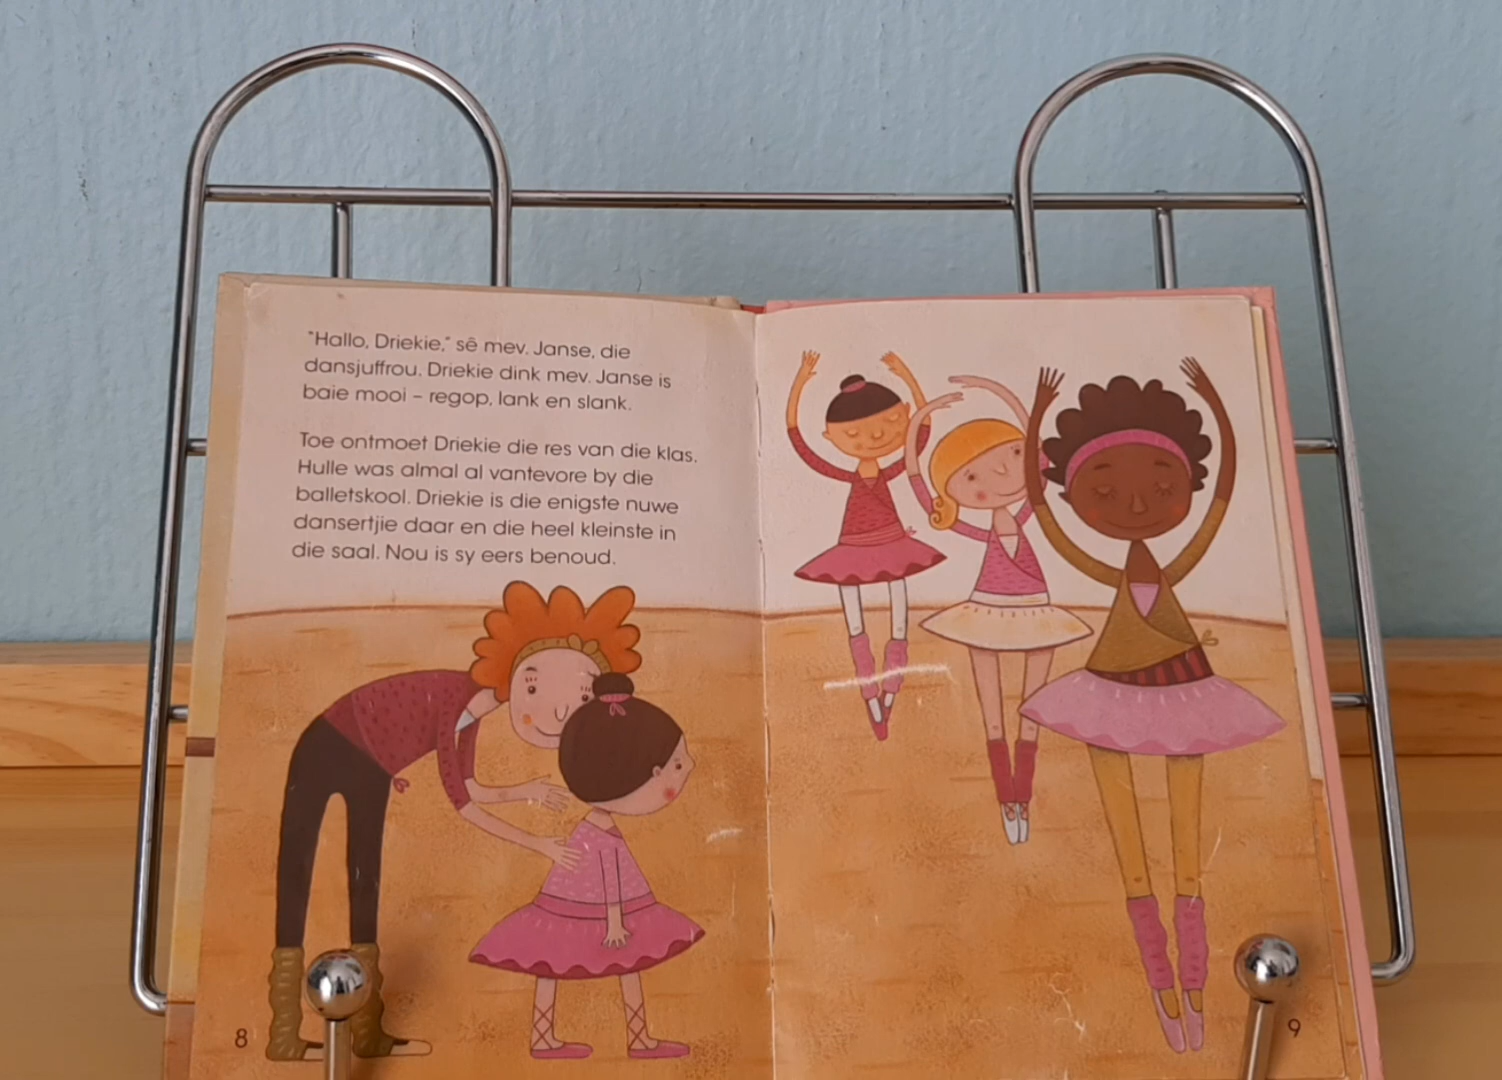 "Hallo, Driekie," sê mev. Janse, die
dansjuffrou. Driekie dink mev. Janse is
baie mooi – regop, lank en slank.
Toe ontmoet Driekie die res van die klas.
Hulle was almal al vantevore by die
balletskool. Driekie is die enigste nuwe
dansertjie daar en die heel kleinste in
die saal. Nou is sy eers benoud.
8
9